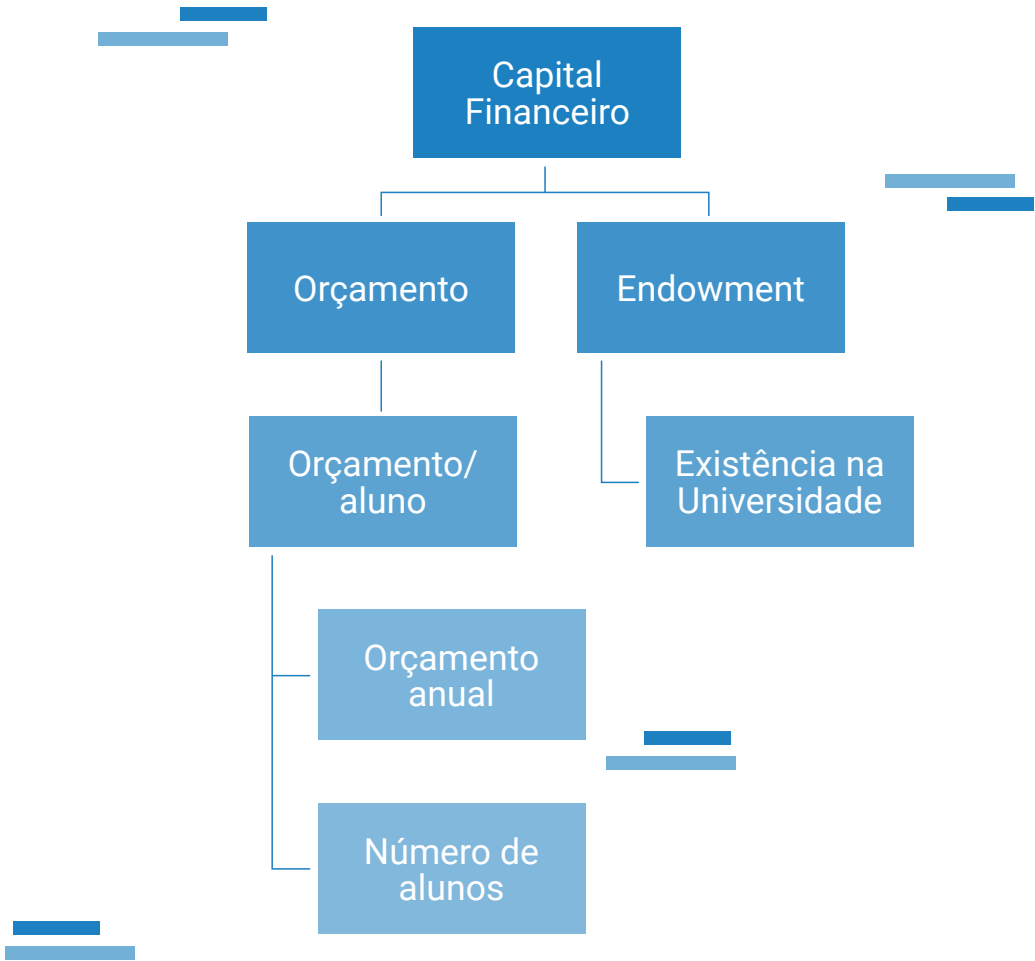 Capital
Financeiro
Orçamento
Endowment
Orçamento/
aluno
Existência na
Universidade
Orçamento
anual
Número de
alunos